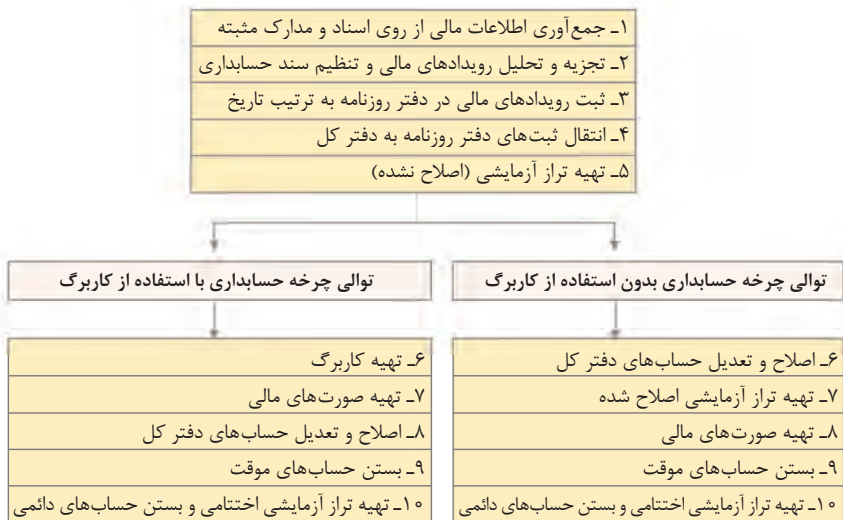 ۱ـ جمع‌آوری اطلاعات مالی از روی اسناد و مدارک مثبته
۲ـ تجزیه و تحلیل رویدادهای مالی و تنظیم سند حسابداری
۳ـ ثبت رویدادهای مالی در دفتر روزنامه به ترتیب تاریخ
۴ـ انتقال ثبت‌های دفتر روزنامه به دفتر کل
۵ـ تهیه تراز آزمایشی (اصلاح نشده)
توالی چرخه حسابداری بدون استفاده از کاربرگ
۶ـ اصلاح و تعدیل حساب‌های دفتر کل
۷ـ تهیه تراز آزمایشی اصلاح شده
۸ـ تهیه صورت‌های مالی
۹ـ بستن حساب‌های موقت
۱۰ـ تهیه تراز آزمایشی اختتامی و بستن حساب‌های دائمی
توالی چرخه حسابداری با استفاده از کاربرگ
۶ـ تهیه کاربرگ
۷ـ تهیه صورت‌های مالی
۸ـ اصلاح و تعدیل حساب‌های دفتر کل
۹ـ بستن حساب‌های موقت
۱۰ـ تهیه تراز آزمایشی اختتامی و بستن حساب‌های دائمی